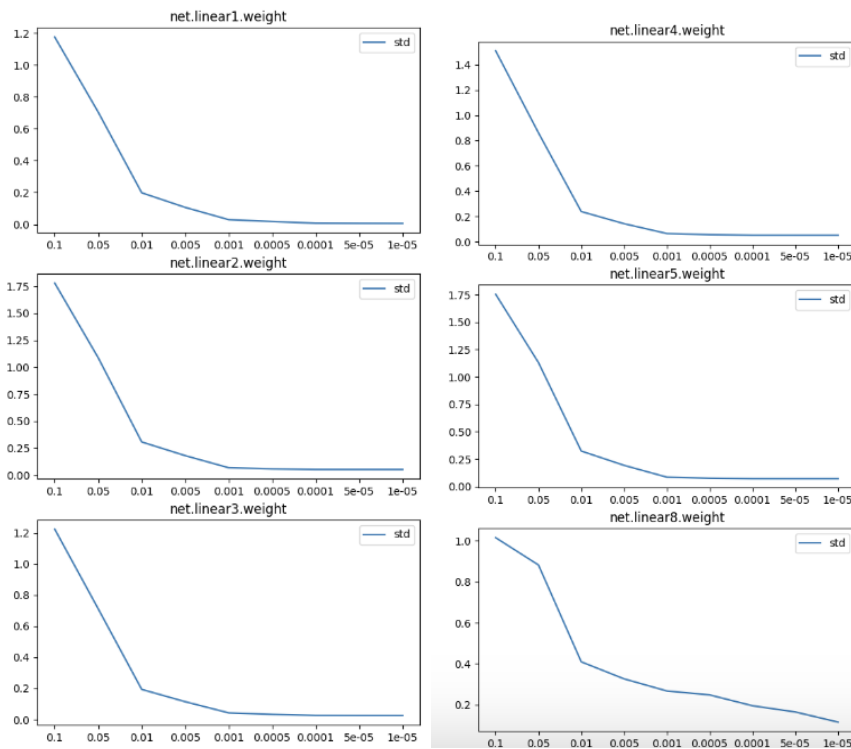 net.linear1.weight
std
1.2
1.0
0.8
0.6
0.4
0.2
0.0
0.1 0.05 0.01 0.005 0.001 0.0005 0.0001 5e-05 1e-05
net.linear2.weight
std
1.75
1.50
1.25
1.00
0.75
0.50
0.25
0.00
0.1 0.05 0.01 0.005 0.001 0.0005 0.0001 5e-05 1e-05
net.linear3.weight
std
1.2
1.0
0.8
0.6
0.4
0.2
0.0
0.1 0.05 0.01 0.005 0.001 0.0005 0.0001 5e-05 1e-05
net.linear4.weight
std
1.4
1.2
1.0
0.8
0.6
0.4
0.2
0.0
0.1 0.05 0.01 0.005 0.001 0.0005 0.0001 5e-05 1e-05
net.linear5.weight
std
1.75
1.50
1.25
1.00
0.75
0.50
0.25
0.00
0.1 0.05 0.01 0.005 0.001 0.0005 0.0001 5e-05 1e-05
net.linear8.weight
std
1.0
0.8
0.6
0.4
0.2
0.1 0.05 0.01 0.005 0.001 0.0005 0.0001 5e-05 1e-05